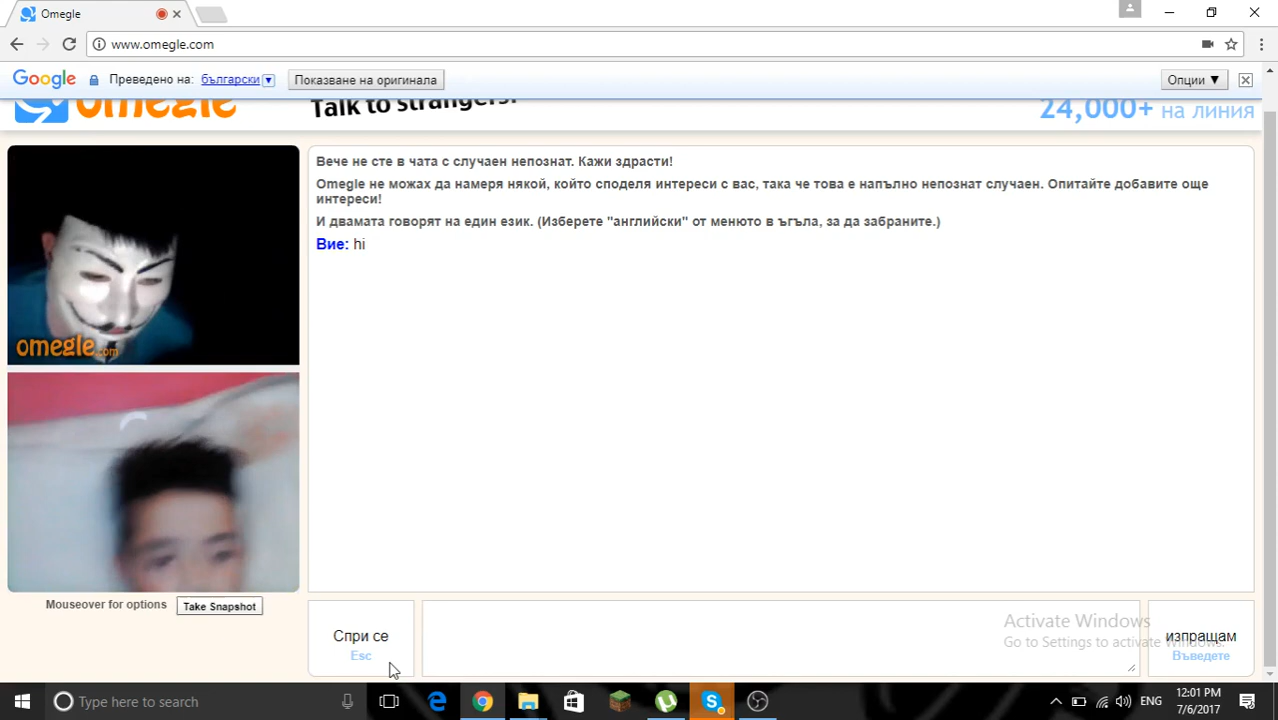 Omegle
www.omegle.com
Google Преведено на: български Показване на оригинала Опции ▼
omegle Talk to strangers! 24,000+ на линия
Вече не сте в чата с случаен непознат. Кажи здрасти!
Omegle не можах да намеря някой, който споделя интереси с вас, така че това е напълно непознат случаен. Опитайте добавите още
интереси!
И двамата говорят на един език. (Изберете "английски" от менюто в ъгъла, за да забраните.)
Вие: hi
omegle.com
Mouseover for options Take Snapshot
Спри се
Esc
Activate Windows
Go to Settings to activate Windows.
изпращам
Въведете
Type here to search
ENG
12:01 PM
7/6/2017